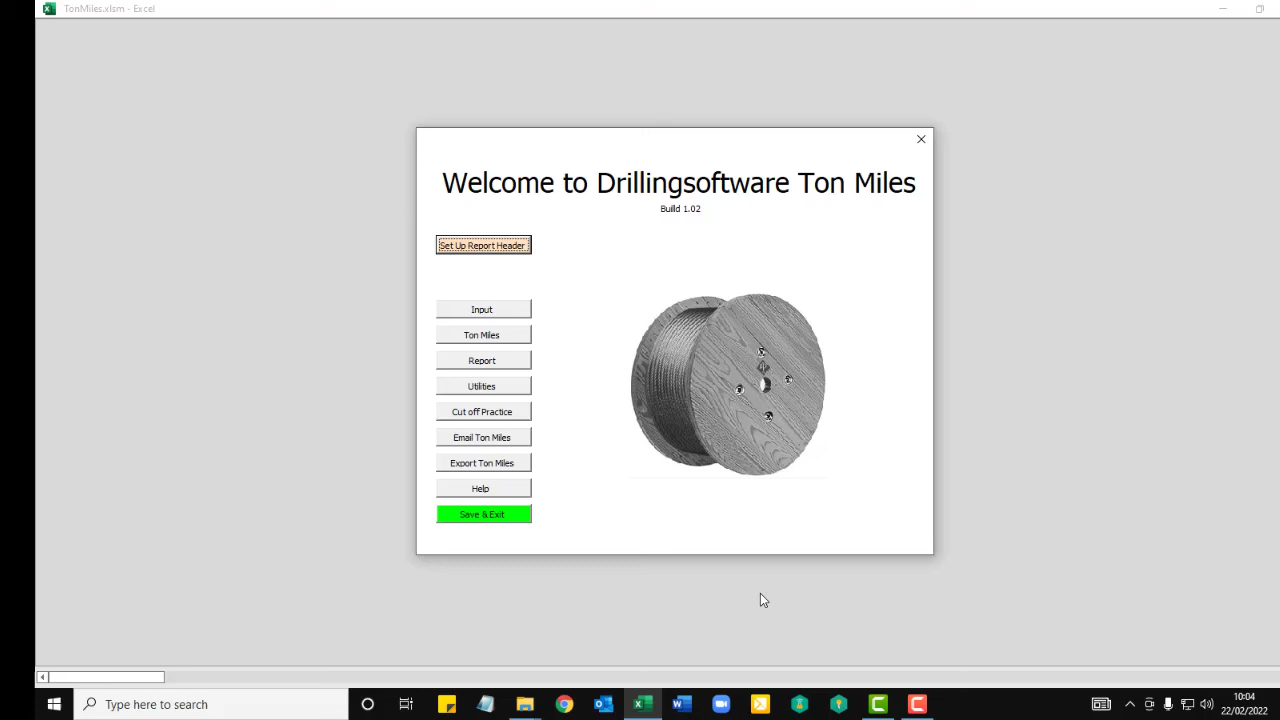 TonMiles.xlsm - Excel
Welcome to Drillingsoftware Ton Miles
Build 1.02
Set Up Report Header
Input
Ton Miles
Report
Utilities
Cut off Practice
Email Ton Miles
Export Ton Miles
Help
Save & Exit
Type here to search
10:04
22/02/2022